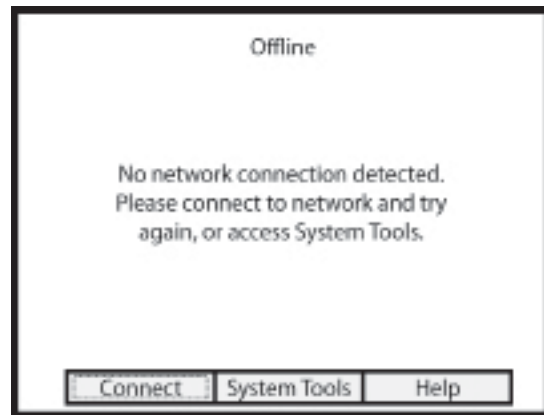 Offline
No network connection detected.
Please connect to network and try
again, or access System Tools.
Connect System Tools Help